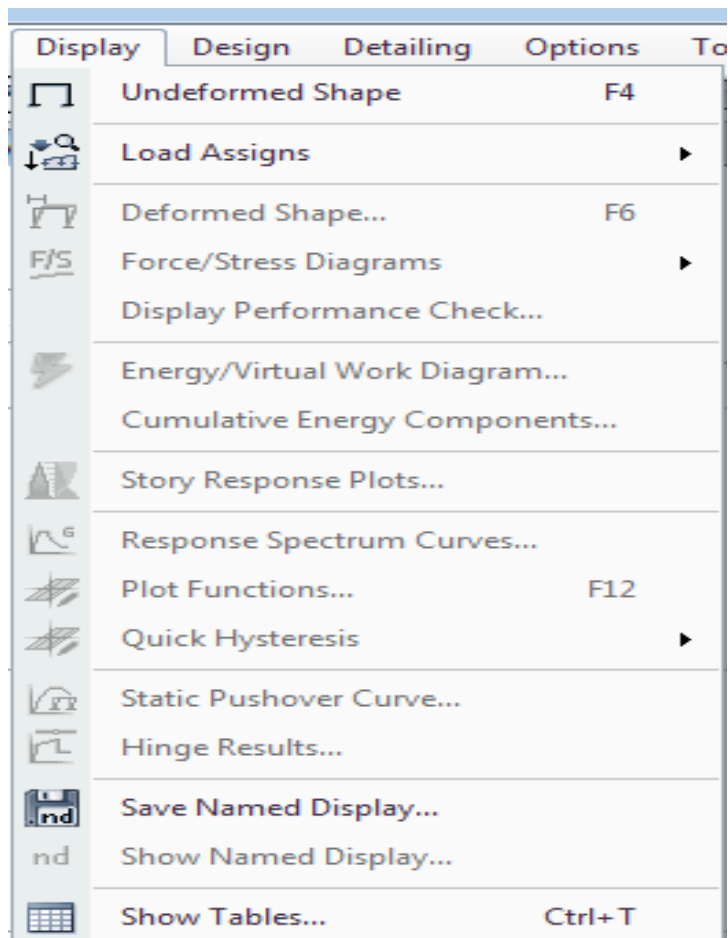 Display Design Detailing Options To
Undeformed Shape F4
Load Assigns
Deformed Shape... F6
F/S Force/Stress Diagrams
Display Performance Check...
Energy/Virtual Work Diagram...
Cumulative Energy Components...
Story Response Plots...
G Response Spectrum Curves...
Plot Functions... F12
Quick Hysteresis
Static Pushover Curve...
Hinge Results...
.nd Save Named Display...
nd Show Named Display...
Show Tables... Ctrl+T